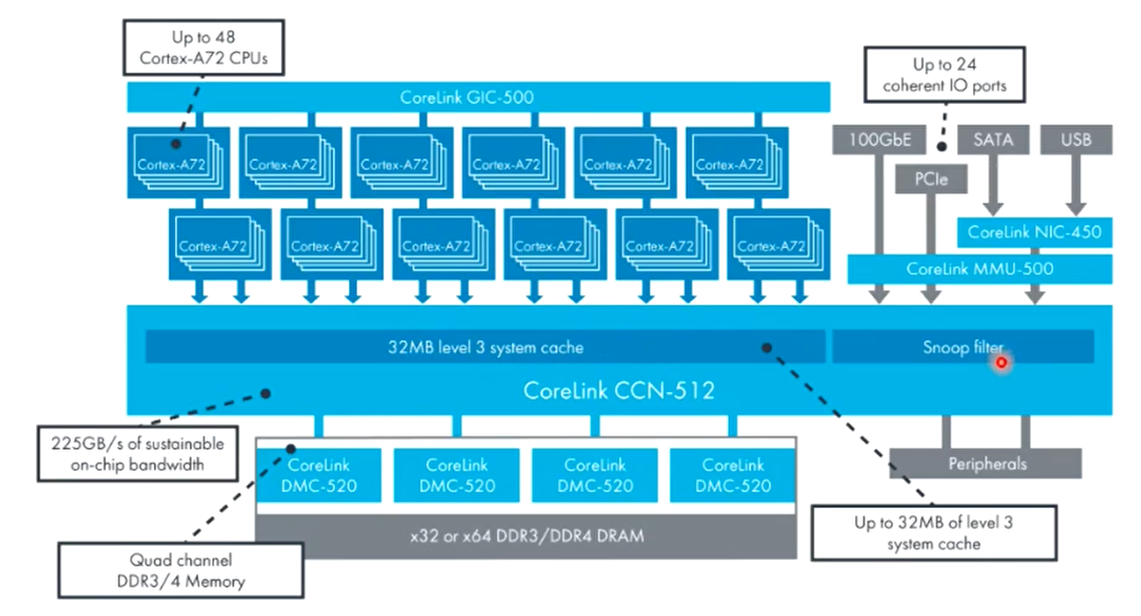 Up to 48
Cortex-A72 CPUs
Up to 24
coherent IO ports
CoreLink GIC-500
100GbE
SATA
USB
PCIe
Cortex-A72
Cortex-A72
Cortex-A72
Cortex-A72
Cortex-A72
Cortex-A72
CoreLink NIC-450
Cortex-A72
Cortex-A72
Cortex-A72
Cortex-A72
Cortex-A72
Cortex-A72
CoreLink MMU-500
32MB level 3 system cache
Snoop filter
CoreLink CCN-512
225GB/s of sustainable
on-chip bandwidth
CoreLink
DMC-520
CoreLink
DMC-520
CoreLink
DMC-520
CoreLink
DMC-520
Peripherals
x32 or x64 DDR3/DDR4 DRAM
Up to 32MB of level 3
system cache
Quad channel
DDR3/4 Memory